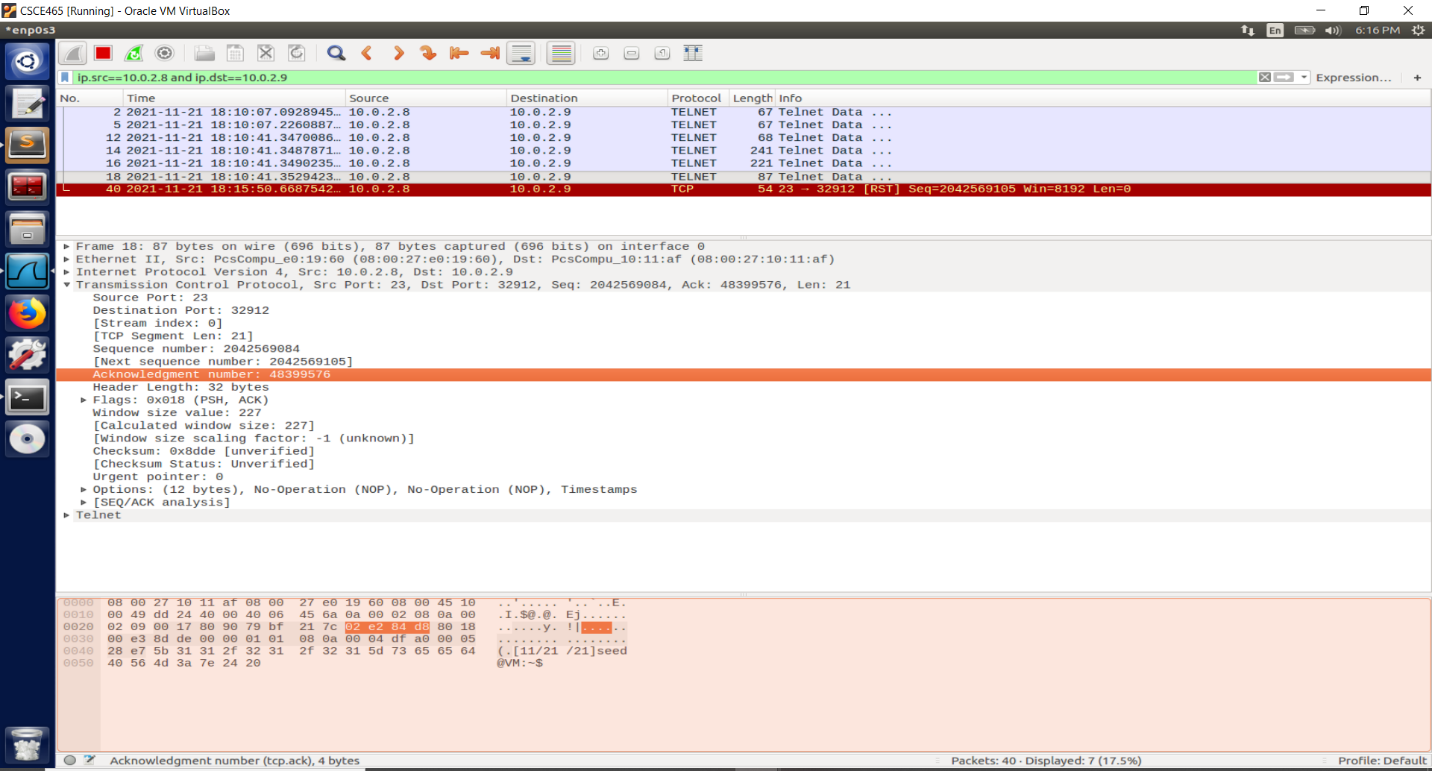 CSCE465 [Running] - Oracle VM VirtualBox
*enp0s3
En
6:16 PM
ip.src==10.0.2.8 and ip.dst==10.0.2.9
Expression... +
No. Time Source Destination Protocol Length Info
2 2021-11-21 18:10:07.0928945… 10.0.2.8 10.0.2.9 TELNET 67 Telnet Data ...
5 2021-11-21 18:10:07.2260887… 10.0.2.8 10.0.2.9 TELNET 67 Telnet Data ...
12 2021-11-21 18:10:41.3470086… 10.0.2.8 10.0.2.9 TELNET 68 Telnet Data ...
14 2021-11-21 18:10:41.3487871… 10.0.2.8 10.0.2.9 TELNET 241 Telnet Data ...
16 2021-11-21 18:10:41.3490235… 10.0.2.8 10.0.2.9 TELNET 221 Telnet Data ...
18 2021-11-21 18:10:41.3529423… 10.0.2.8 10.0.2.9 TELNET 87 Telnet Data ...
40 2021-11-21 18:15:50.6687542… 10.0.2.8 10.0.2.9 TCP 54 23 → 32912 [RST] Seq=2042569105 Win=8192 Len=0
Frame 18: 87 bytes on wire (696 bits), 87 bytes captured (696 bits) on interface 0
Ethernet II, Src: PcsCompu_e0:19:60 (08:00:27:e0:19:60), Dst: PcsCompu_10:11:af (08:00:27:10:11:af)
Internet Protocol Version 4, Src: 10.0.2.8, Dst: 10.0.2.9
Transmission Control Protocol, Src Port: 23, Dst Port: 32912, Seq: 2042569084, Ack: 48399576, Len: 21
Source Port: 23
Destination Port: 32912
[Stream index: 0]
[TCP Segment Len: 21]
Sequence number: 2042569084
[Next sequence number: 2042569105]
Acknowledgment number: 48399576
Header Length: 32 bytes
Flags: 0x018 (PSH, ACK)
Window size value: 227
[Calculated window size: 227]
[Window size scaling factor: -1 (unknown)]
Checksum: 0x8dde [unverified]
[Checksum Status: Unverified]
Urgent pointer: 0
Options: (12 bytes), No-Operation (NOP), No-Operation (NOP), Timestamps
[SEQ/ACK analysis]
Telnet
0000 08 00 27 10 11 af 08 00 27 e0 19 60 08 00 45 10 ..'..... '..`..E.
0010 00 49 dd 24 40 00 40 06 45 6a 0a 00 02 08 0a 00 .I.$@.@. Ej......
0020 02 09 00 17 80 90 79 bf 21 7c 02 e2 84 d8 80 18 ......y. !|......
0030 00 e3 8d de 00 00 01 01 08 0a 00 04 df a0 00 05 ........ ........
0040 28 e7 5b 31 31 2f 32 31 2f 32 31 5d 73 65 65 64 (.[11/21 /21]seed
0050 40 56 4d 3a 7e 24 20 @VM:~$
Acknowledgment number (tcp.ack), 4 bytes
Packets: 40 · Displayed: 7 (17.5%)
Profile: Default